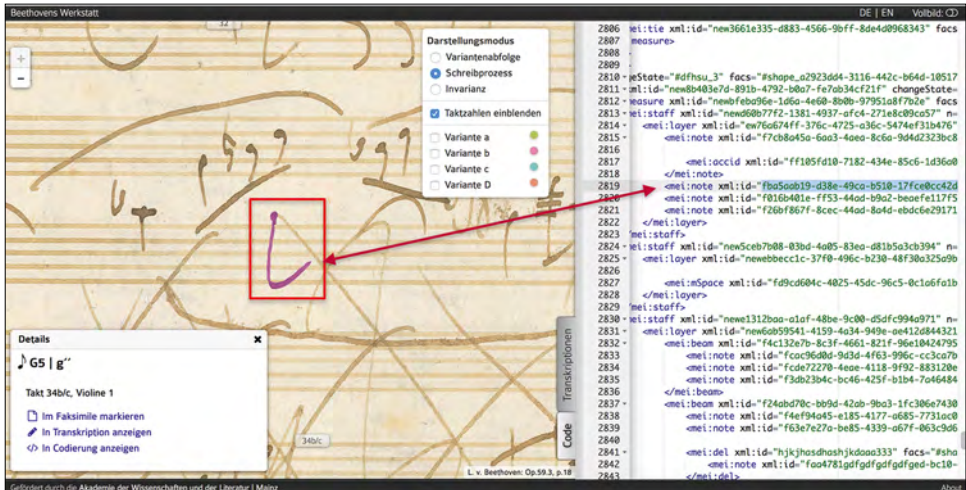 Beethovens Werkstatt
DE | EN Vollbild:
32
+
−
Darstellungsmodus
Variantenabfolge
Schreibprozess
Invarianz
Taktzahlen einblenden
Variante a
Variante b
Variante c
Variante D
Details ×
G5 | g′′
Takt 34b/c, Violine 1
Im Faksimile markieren
In Transkription anzeigen
</> In Codierung anzeigen
34b/c
L. v. Beethoven: Op.59.3, p.18
Transkriptionen
Code
2806 mei:tie xml:id="new3661e335-d883-4566-9bff-8de4d0968343" facs
2807 measure>
2808
2809
2810 geState="#dfhsu_3" facs="#shape_a2923dd4-3116-442c-b64d-10517
2811 ml:id="new8b403e7d-891b-4792-b0a7-fe7ab34cf21f" changeState=
2812 easure xml:id="newbfeba96e-1d6a-4e60-8b0b-97951a8f7b2e" facs
2813 mei:staff xml:id="newd60b77f2-1381-4937-afc4-271e8c09ca57" n=
2814 <mei:layer xml:id="ew76a674ff-376c-4725-a36c-5474ef31b476"
2815 <mei:note xml:id="f7cb8a45a-6aa3-4aea-8c6a-9d4d2323bc8
2816
2817 <mei:accid xml:id="ff105fd10-7182-434e-85c6-1d36a0
2818 </mei:note>
2819 <mei:note xml:id="fba5aab19-d38e-49ca-b510-17fce0cc42d
2820 <mei:note xml:id="f016b401e-ff53-44ad-b9a2-beaefe117f5
2821 <mei:note xml:id="f26bf867f-8cec-44ad-8a4d-ebdc6e29171
2822 </mei:layer>
2823 mei:staff>
2824 mei:staff xml:id="new5ceb7b08-03bd-4a05-83ea-d81b5a3cb394" n=
2825 <mei:layer xml:id="newebbecc1c-37f0-496c-b230-48f30a325a9b
2826
2827 <mei:mSpace xml:id="fd9cd604c-4025-45dc-96c5-0c1a6fa1b
2828 </mei:layer>
2829 mei:staff>
2830 mei:staff xml:id="newe1312baa-a1af-48be-9c00-d5dfc994a971" n=
2831 <mei:layer xml:id="new6ab59541-4159-4a34-949e-ae412d844321
2832 <mei:beam xml:id="f4c132e7b-8c3f-4661-821f-96e10424795
2833 <mei:note xml:id="fcac96d0d-9d3d-4f63-996c-cc3ca7b
2834 <mei:note xml:id="fcde72270-4eae-4118-9f92-883120e
2835 <mei:note xml:id="f3db23b4c-bc46-425f-b1b4-7a46484
2836 </mei:beam>
2837 <mei:beam xml:id="f24abd70c-bb9d-42ab-9ba3-1fc306e7430
2838 <mei:note xml:id="f4ef94a45-e185-4177-a685-7731ac0
2839 <mei:note xml:id="f63e7e27a-be85-4339-a67f-063c9d6
2840
2841 <mei:del xml:id="hjkjhasdhashjkdaaa333" facs="#sha
2842 <mei:note xml:id="faa4781gdfgdfgdfgdfged-bc10-
2843 </mei:del>
Gefördert durch die Akademie der Wissenschaften und der Literatur | Mainz
About